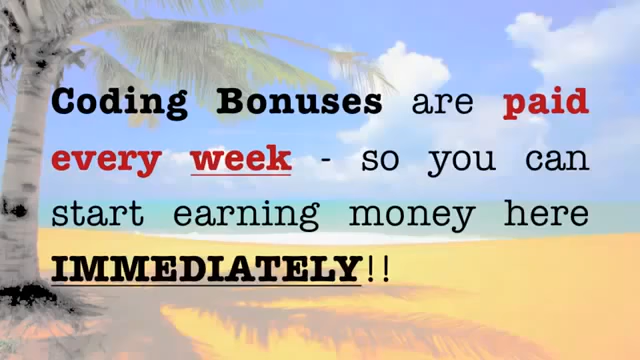 Coding Bonuses are paid
every week - so you can
start earning money here
IMMEDIATELY!!